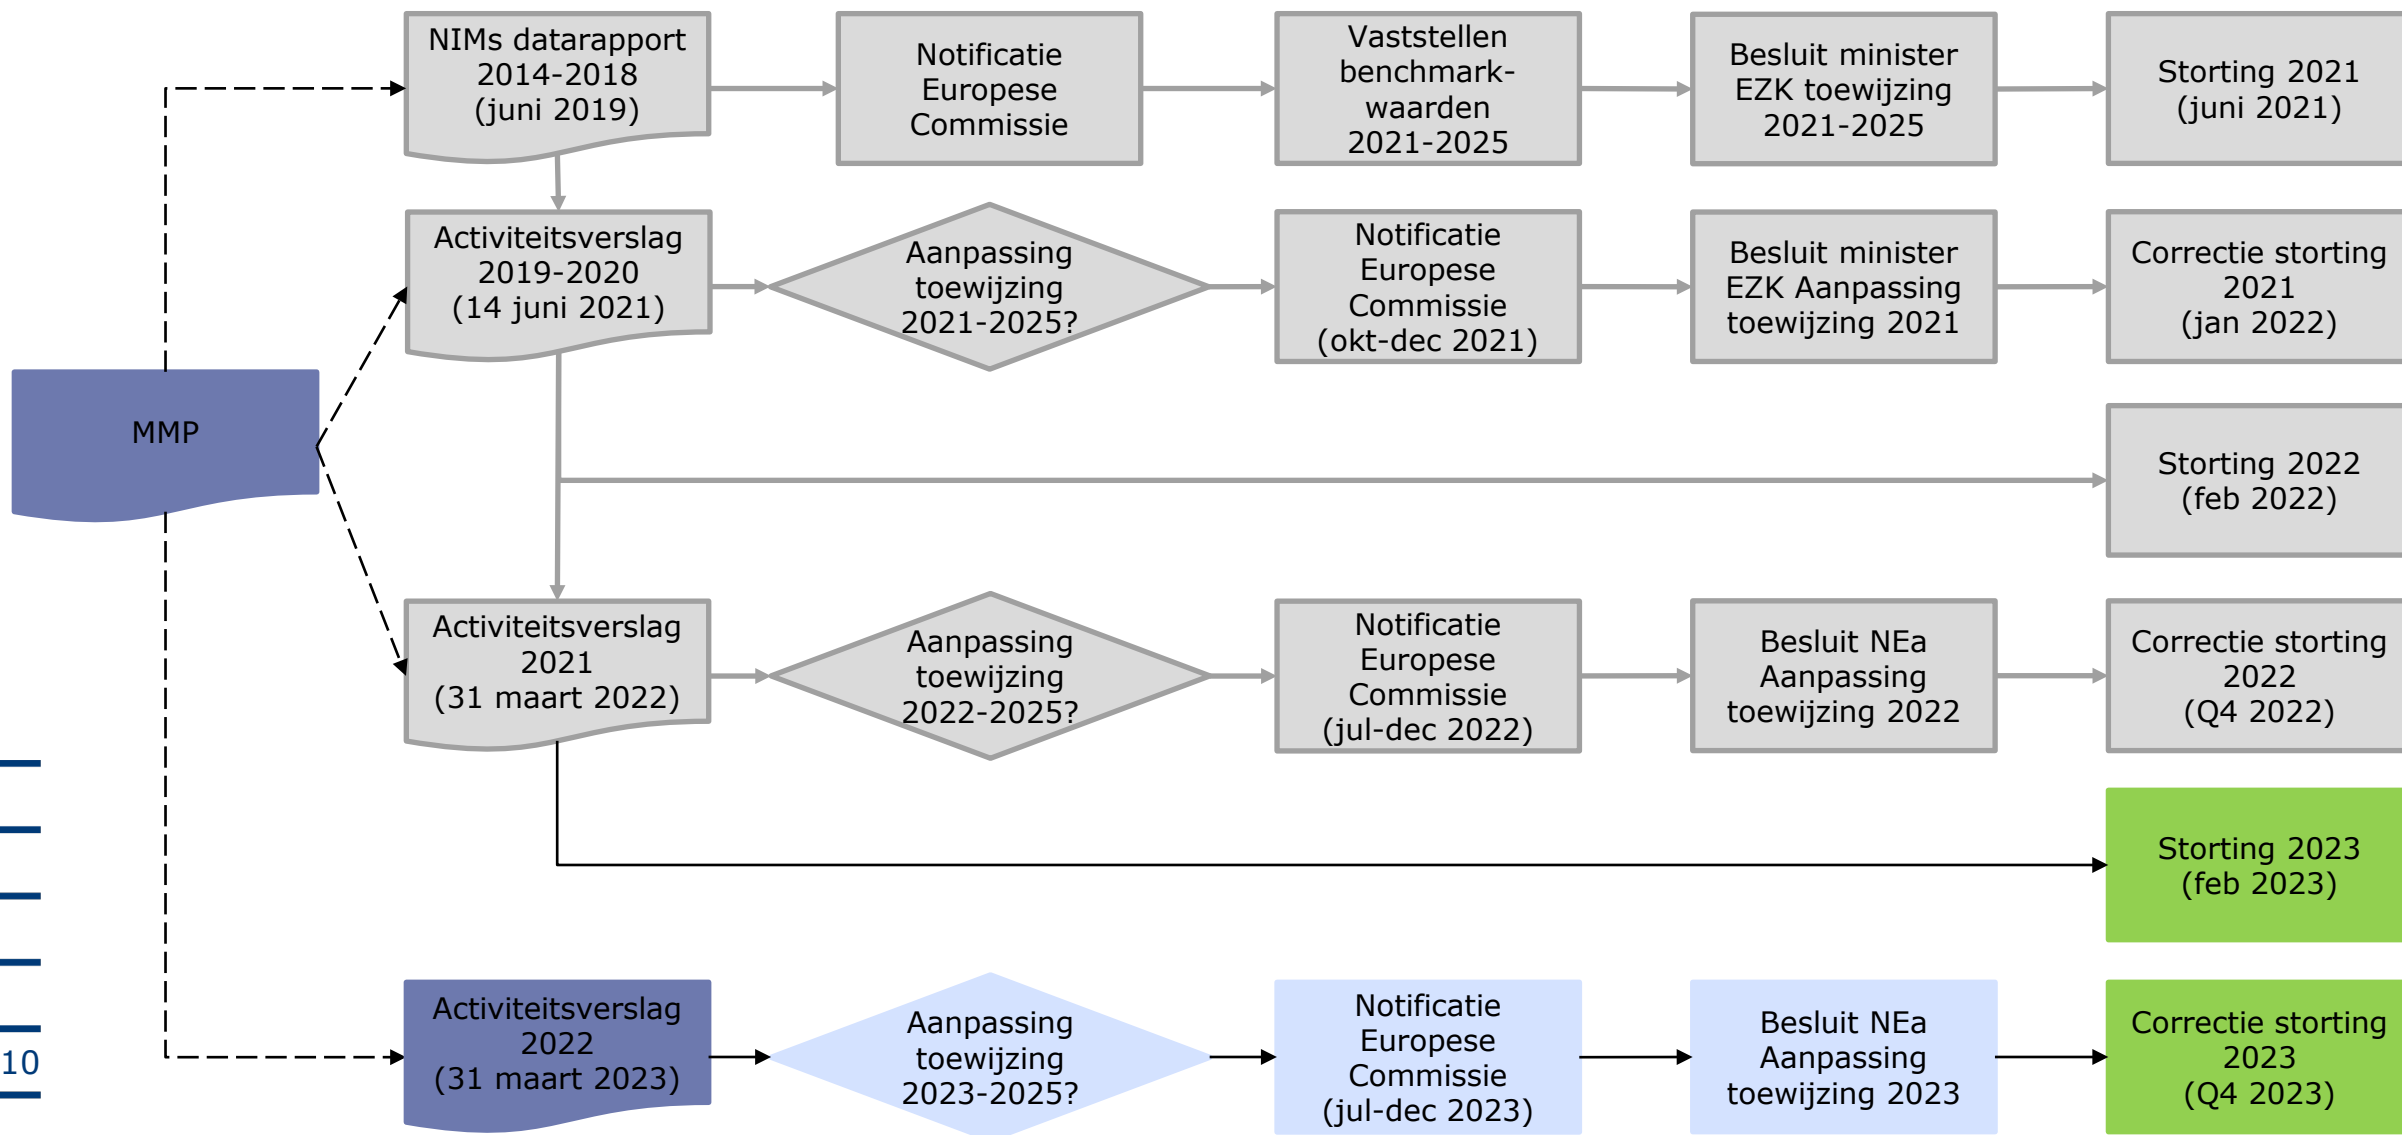 NIMs datarapport
2014-2018
(juni 2019)
Notificatie
Europese
Commissie
Vaststellen
benchmark-
waarden
2021-2025
Besluit minister
EZK toewijzing
2021-2025
Storting 2021
(juni 2021)
Activiteitsverslag
2019-2020
(14 juni 2021)
Aanpassing
toewijzing
2021-2025?
Notificatie
Europese
Commissie
(okt-dec 2021)
Besluit minister
EZK Aanpassing
toewijzing 2021
Correctie storting
2021
(jan 2022)
MMP
Storting 2022
(feb 2022)
Activiteitsverslag
2021
(31 maart 2022)
Aanpassing
toewijzing
2022-2025?
Notificatie
Europese
Commissie
(jul-dec 2022)
Besluit NEa
Aanpassing
toewijzing 2022
Correctie storting
2022
(Q4 2022)
Storting 2023
(feb 2023)
Activiteitsverslag
2022
(31 maart 2023)
Aanpassing
toewijzing
2023-2025?
Notificatie
Europese
Commissie
(jul-dec 2023)
Besluit NEa
Aanpassing
toewijzing 2023
Correctie storting
2023
(Q4 2023)
10